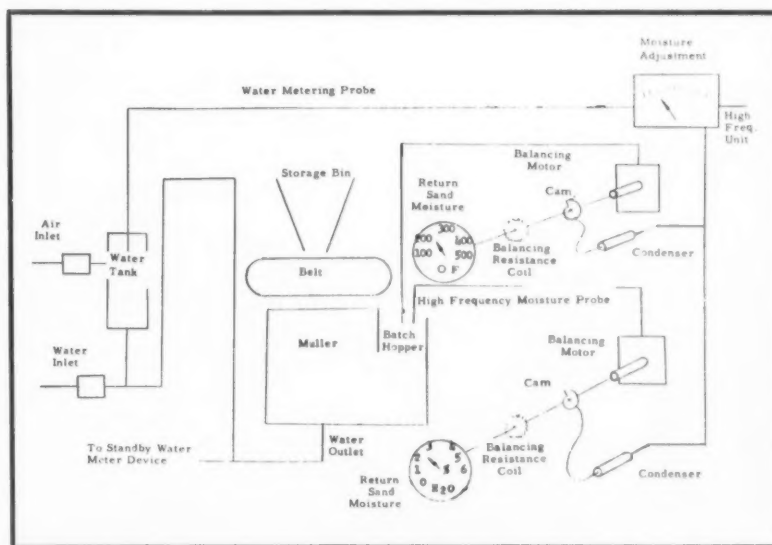 Moisture
Adjustment
Water Metering Probe
High
Freq.
Unit
Storage Bin
Balancing
Motor
Return
Sand
Moisture
Cam
Air
Inlet
Water
Tank
300
200
400
100
500
O F
Balancing
Resistance
Coil
Condenser
Belt
High Frequency Moisture Probe
Water
Inlet
Muller
Batch
Hopper
Balancing
Motor
Cam
To Standby Water
Meter Device
Water
Outlet
3
4
2
5
1
6
O
H2O
Balancing
Resistance
Coil
Return
Sand
Moisture
Condenser